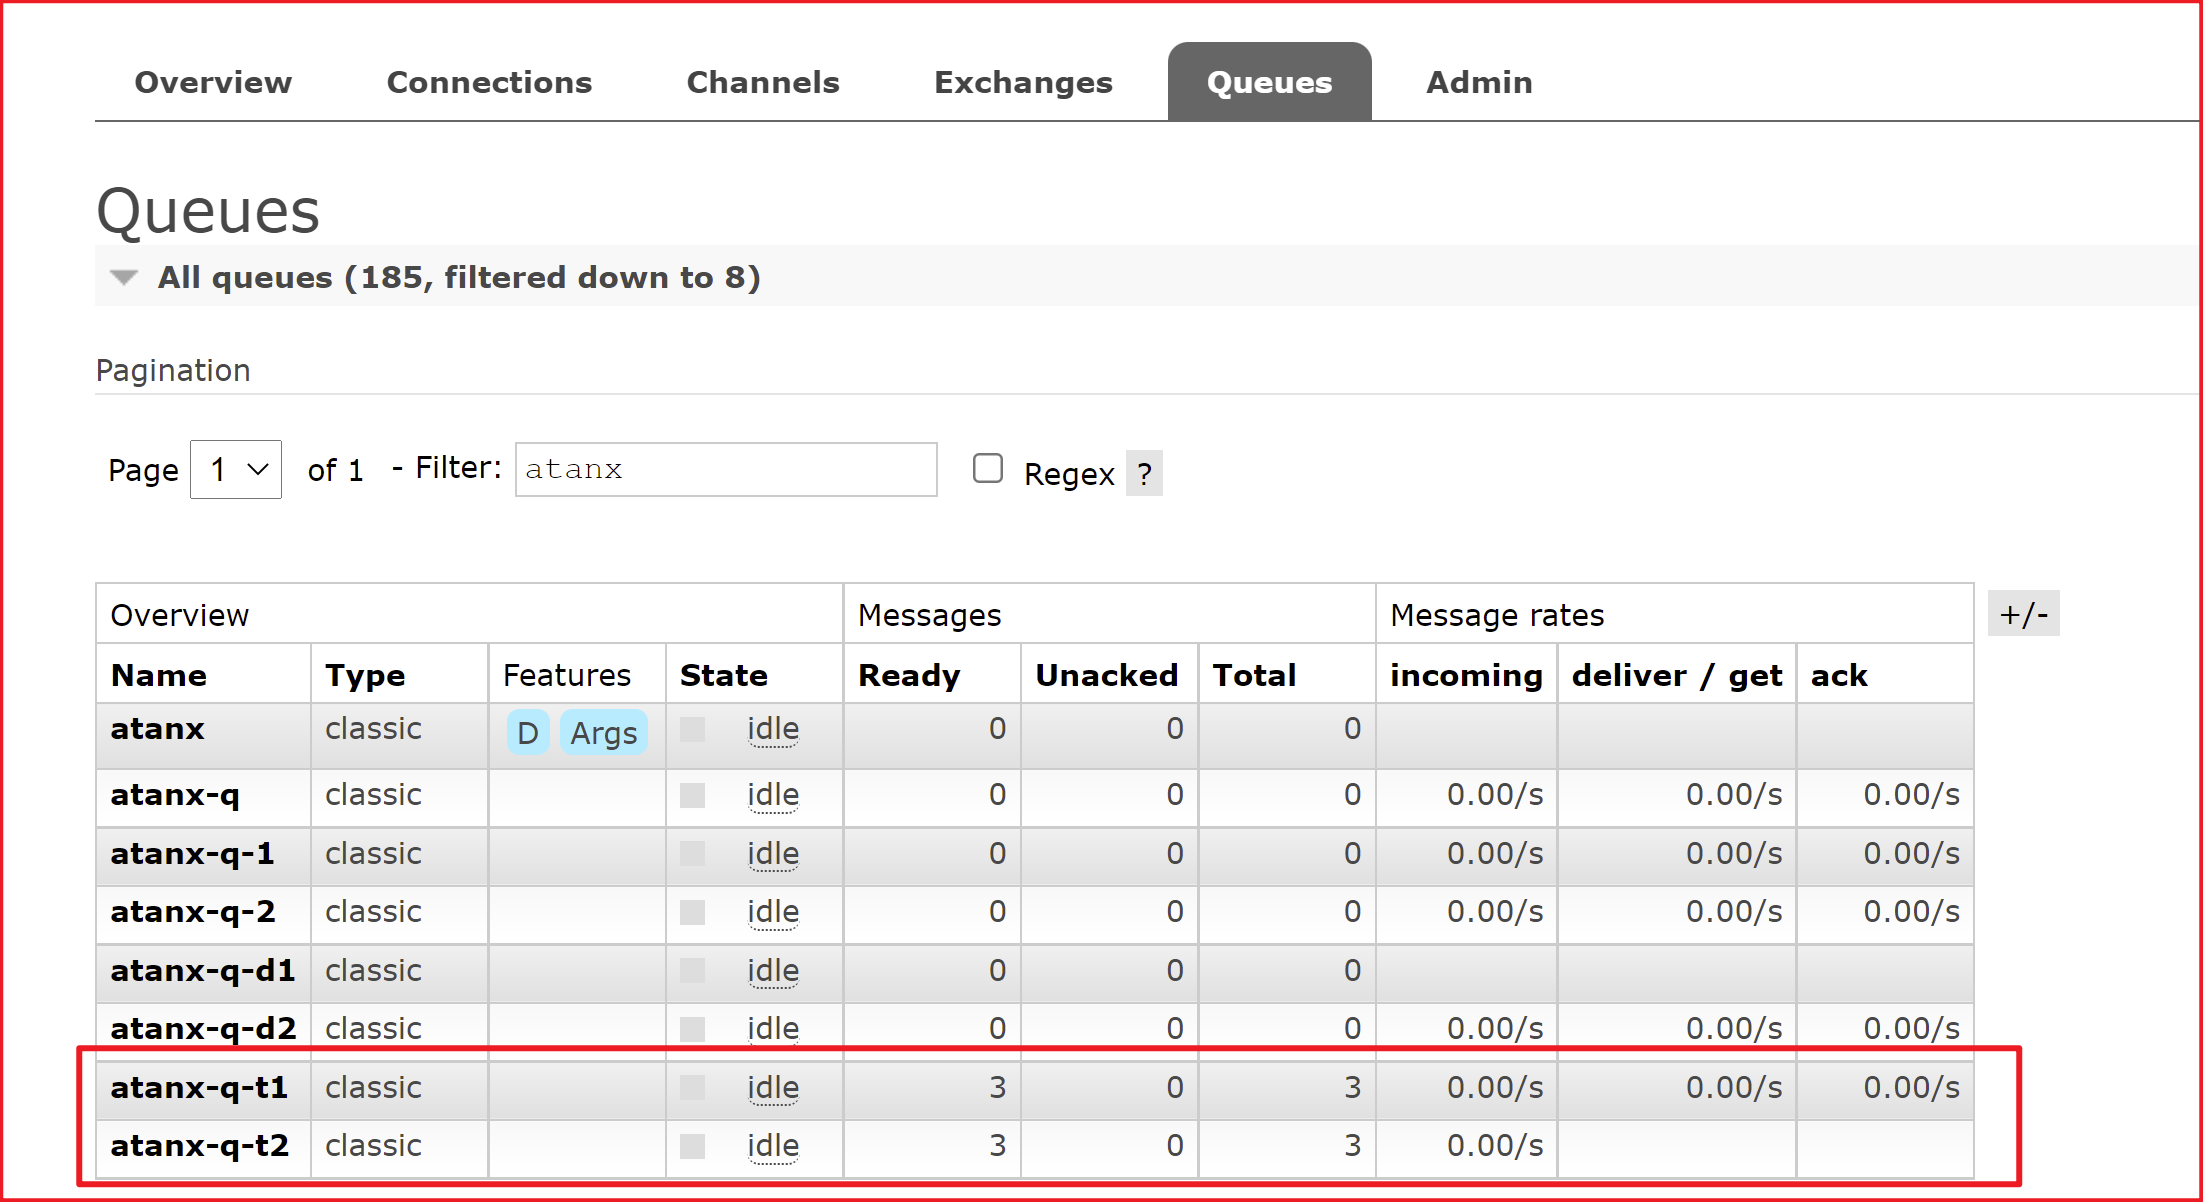 Overview Connections Channels Exchanges Queues Admin
Queues
All queues (185, filtered down to 8)
Pagination
Page 1 of 1 - Filter: atanx Regex ?
Overview Messages Message rates +/-
Name Type Features State Ready Unacked Total incoming deliver / get ack
atanx classic D Args idle 0 0 0
atanx-q classic idle 0 0 0 0.00/s 0.00/s 0.00/s
atanx-q-1 classic idle 0 0 0 0.00/s 0.00/s 0.00/s
atanx-q-2 classic idle 0 0 0 0.00/s 0.00/s 0.00/s
atanx-q-d1 classic idle 0 0 0
atanx-q-d2 classic idle 0 0 0 0.00/s 0.00/s 0.00/s
atanx-q-t1 classic idle 3 0 3 0.00/s 0.00/s 0.00/s
atanx-q-t2 classic idle 3 0 3 0.00/s